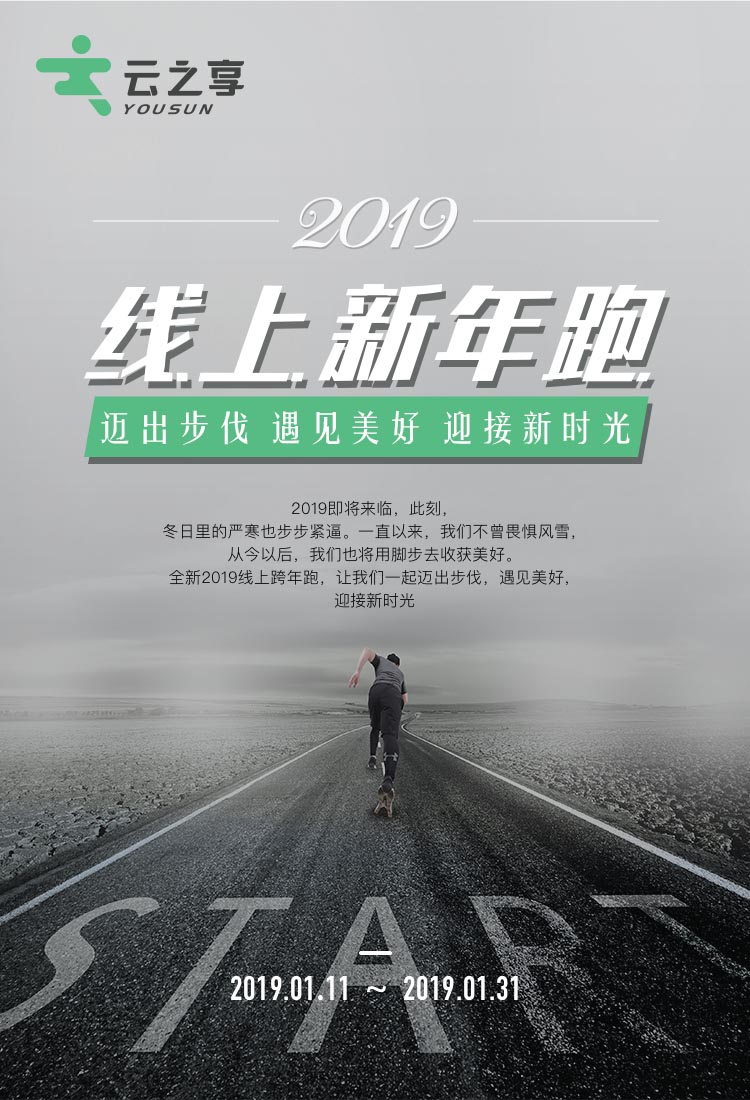 云之享
YOUSUN
2019
线上新年跑
迈出步伐 遇见美好 迎接新时光
2019即将来临，此刻，
冬日里的严寒也步步紧逼。一直以来，我们不曾畏惧风雪，
从今以后，我们也将用脚步去收获美好。
全新2019线上跨年跑，让我们一起迈出步伐，遇见美好，
迎接新时光
START
2019.01.11 ~ 2019.01.31